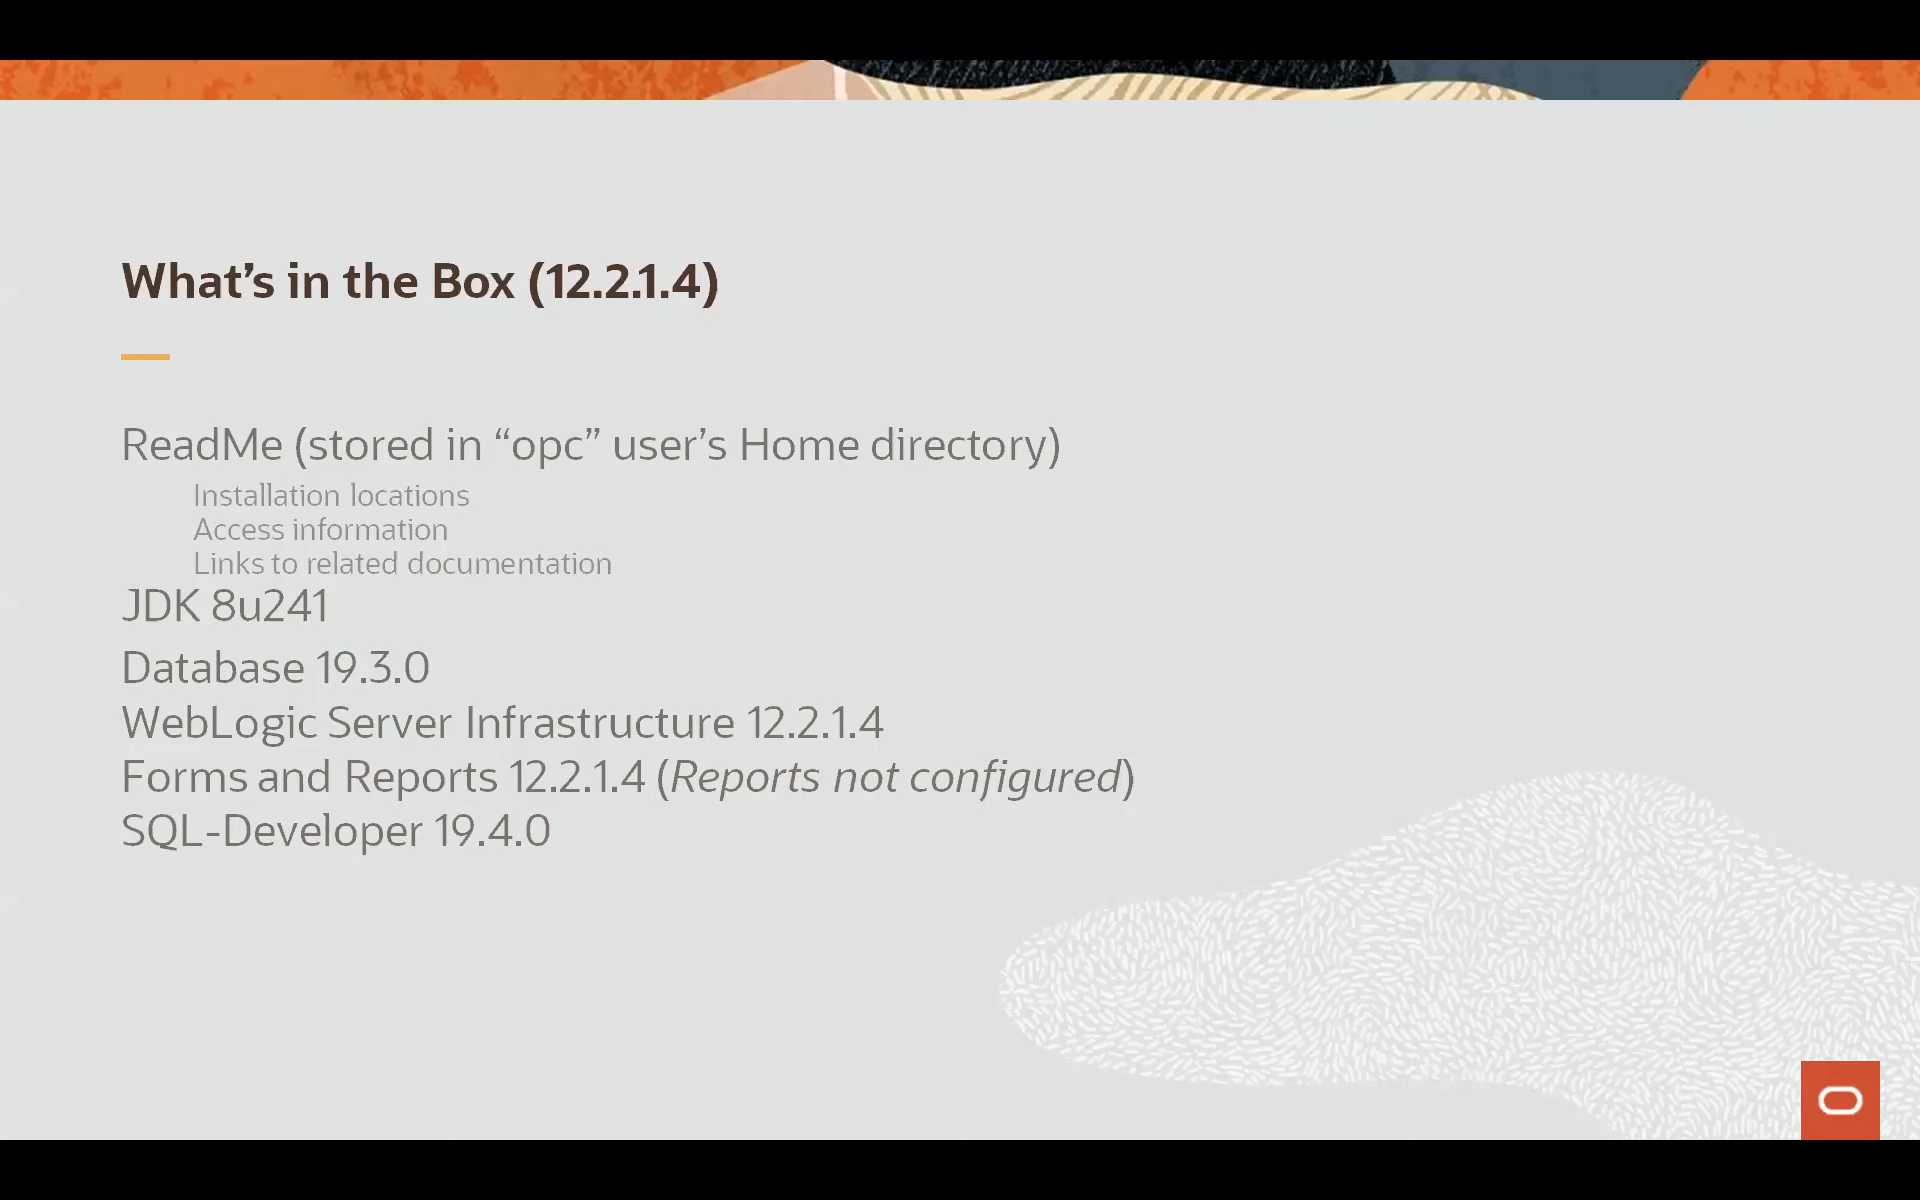 What’s in the Box (12.2.1.4)
ReadMe (stored in “opc” user’s Home directory)
Installation locations
Access information
Links to related documentation
JDK 8u241
Database 19.3.0
WebLogic Server Infrastructure 12.2.1.4
Forms and Reports 12.2.1.4 (Reports not configured)
SQL-Developer 19.4.0